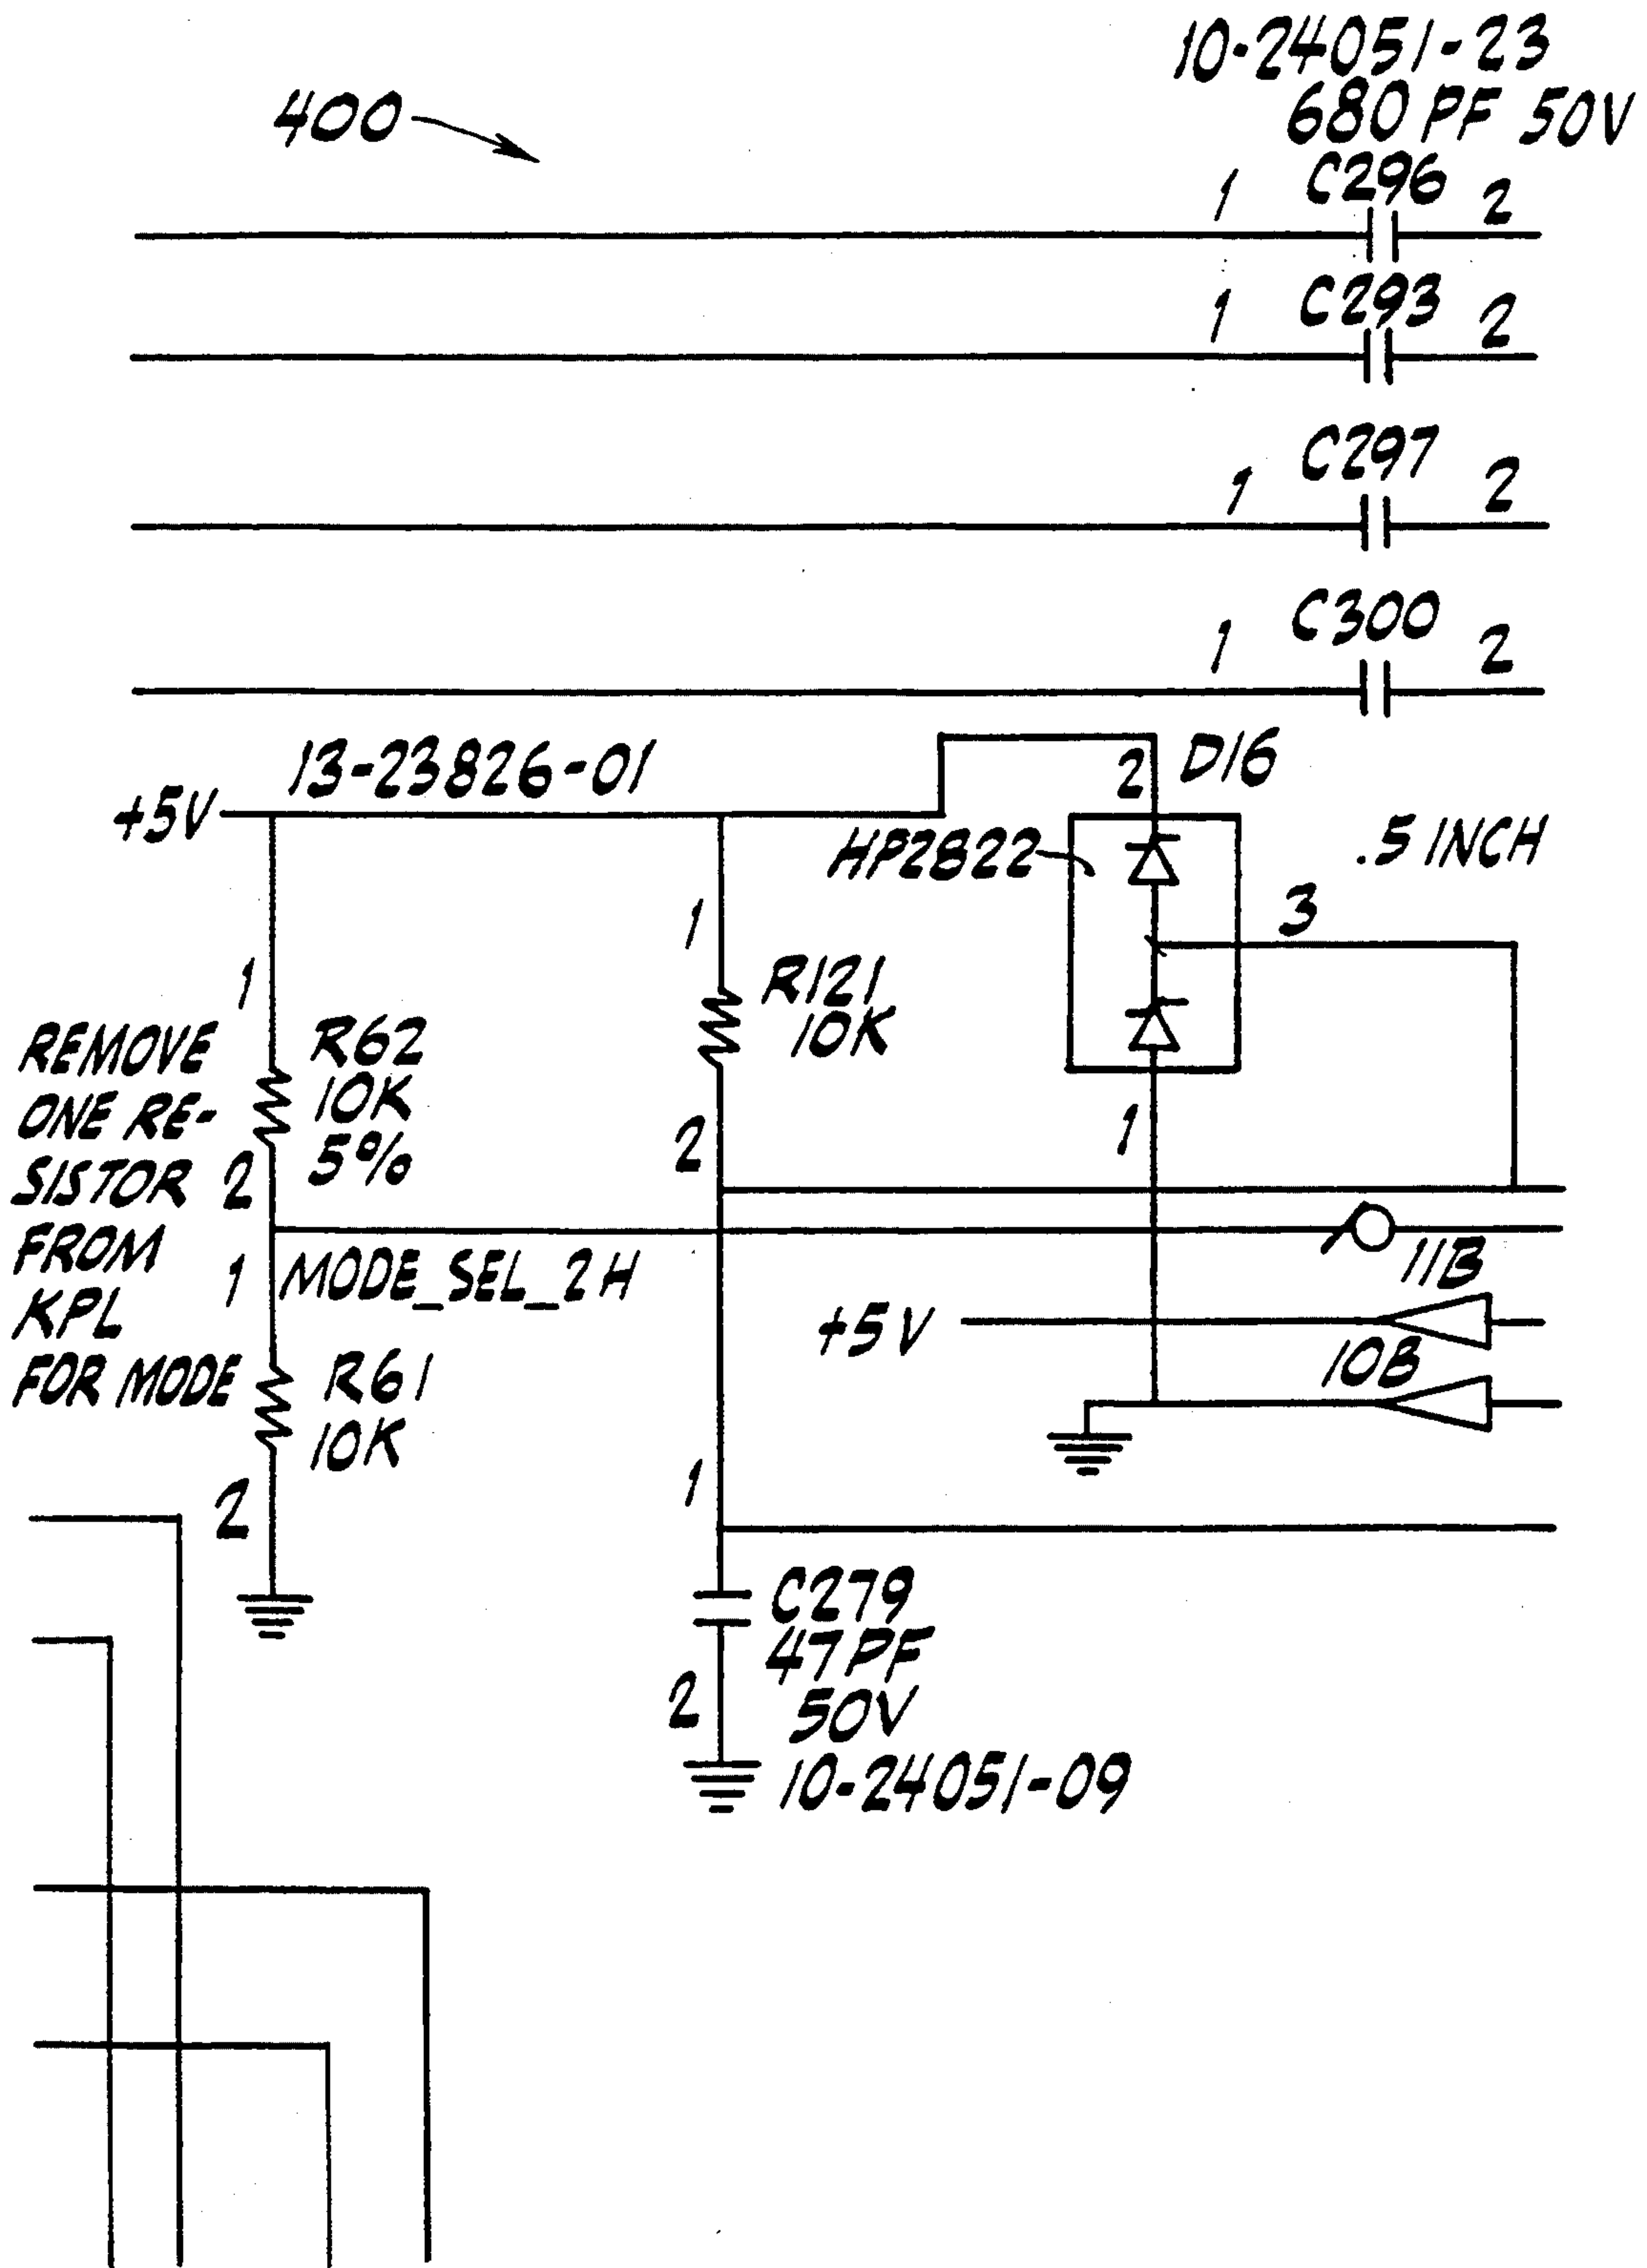 10-24051-23
680 PF 50V
400
1 C296 2
1 C293 2
1 C297 2
1 C300 2
13-23826-01
+5V
2 D16
HP2822
.5 INCH
3
1
R121
10K
2
1
R62
10K
5%
2
REMOVE
ONE RE-
SISTOR
FROM
KPL
FOR MODE
1
1 MODE_SEL_2H
11B
+5V
10B
R61
10K
2
1
C279
47PF
50V
2
10-24051-09